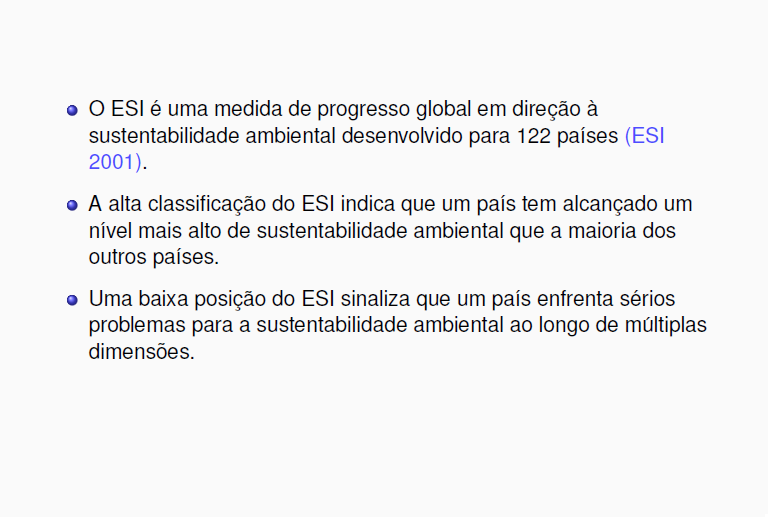 O ESI é uma medida de progresso global em direção à
sustentabilidade ambiental desenvolvido para 122 países (ESI
2001).
A alta classificação do ESI indica que um país tem alcançado um
nível mais alto de sustentabilidade ambiental que a maioria dos
outros países.
Uma baixa posição do ESI sinaliza que um país enfrenta sérios
problemas para a sustentabilidade ambiental ao longo de múltiplas
dimensões.